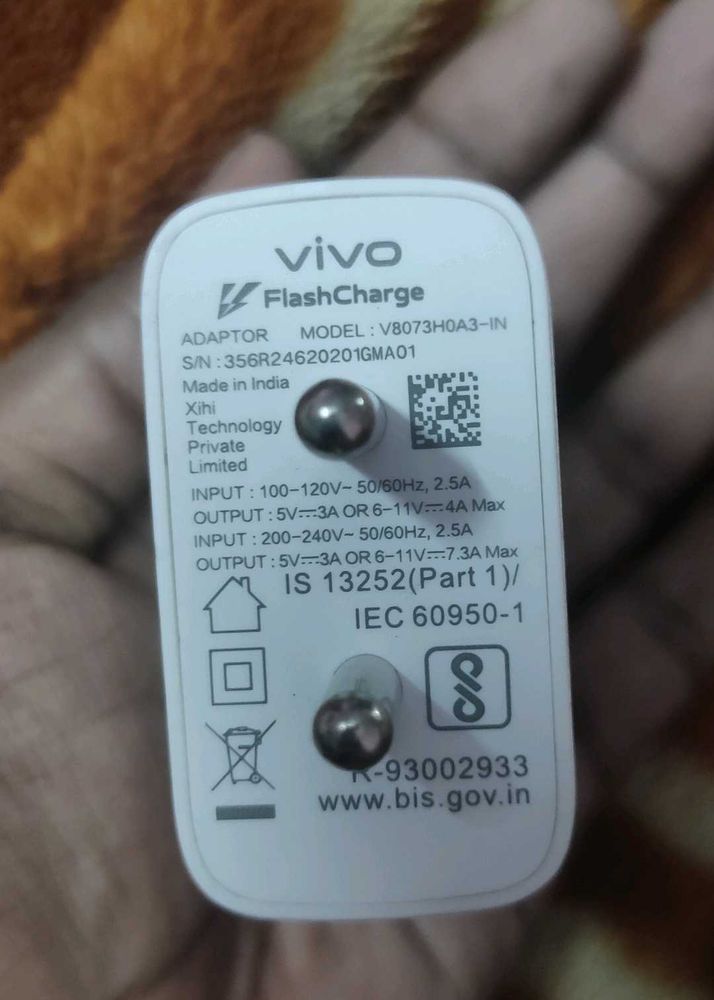 vivo
FlashCharge
ADAPTOR MODEL : V8073H0A3-IN
S/N : 356R24620201GMA01
Made in India
Xihi
Technology
Private
Limited
INPUT : 100-120V~ 50/60Hz, 2.5A
OUTPUT : 5V⎓3A OR 6-11V⎓4A Max
INPUT : 200-240V~ 50/60Hz, 2.5A
OUTPUT : 5V⎓3A OR 6-11V⎓7.3A Max
IS 13252(Part 1)/
IEC 60950-1
R-93002933
www.bis.gov.in